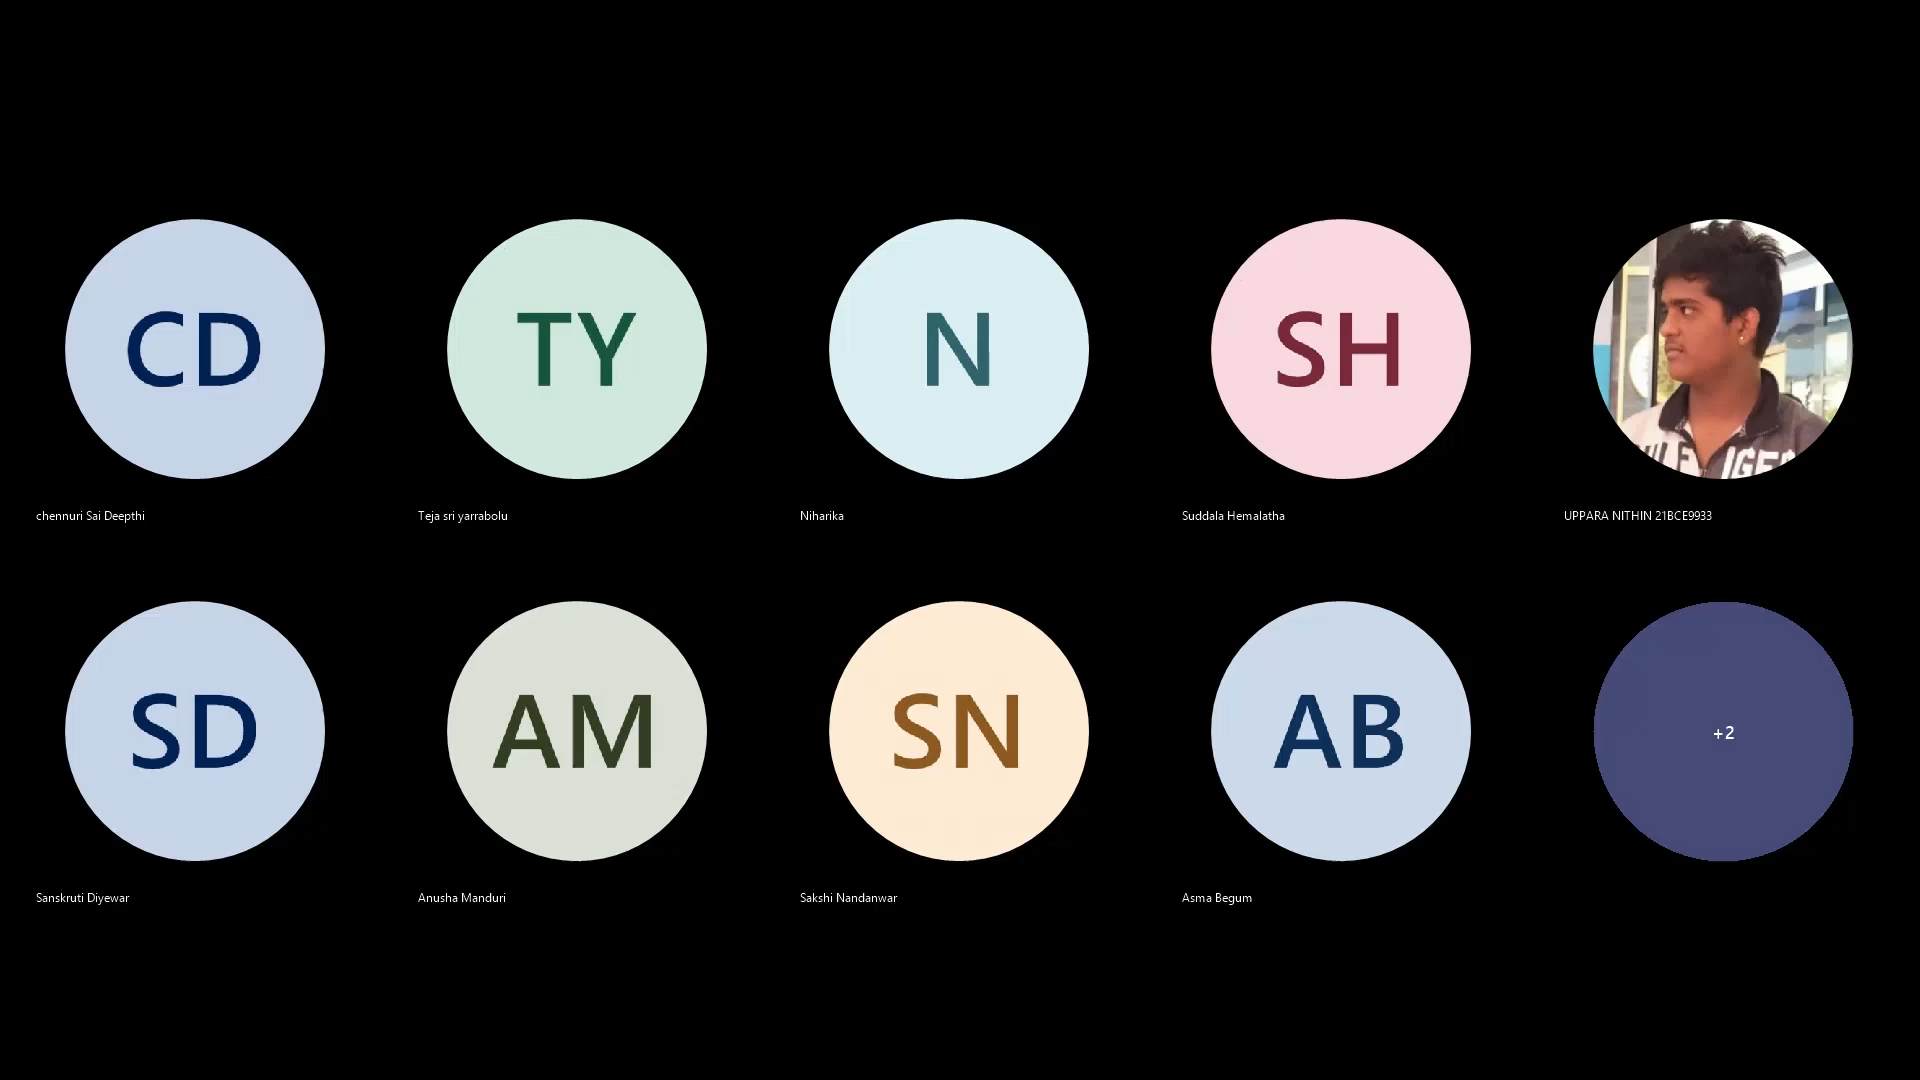 CD
TY
N
SH
chennuri Sai Deepthi
Teja sri yarrabolu
Niharika
Suddala Hemalatha
UPPARA NITHIN 21BCE9933
SD
AM
SN
AB
+2
Sanskruti Diyewar
Anusha Manduri
Sakshi Nandanwar
Asma Begum